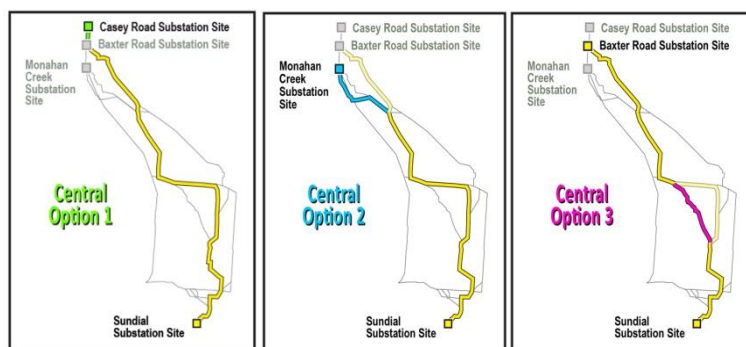 Casey Road Substation Site
Baxter Road Substation Site
Monahan
Creek
Substation
Site
Central
Option 1
Sundial
Substation Site
Casey Road Substation Site
Baxter Road Substation Site
Monahan
Creek
Substation
Site
Central
Option 2
Sundial
Substation Site
Casey Road Substation Site
Baxter Road Substation Site
Monahan
Creek
Substation
Site
Central
Option 3
Sundial
Substation Site